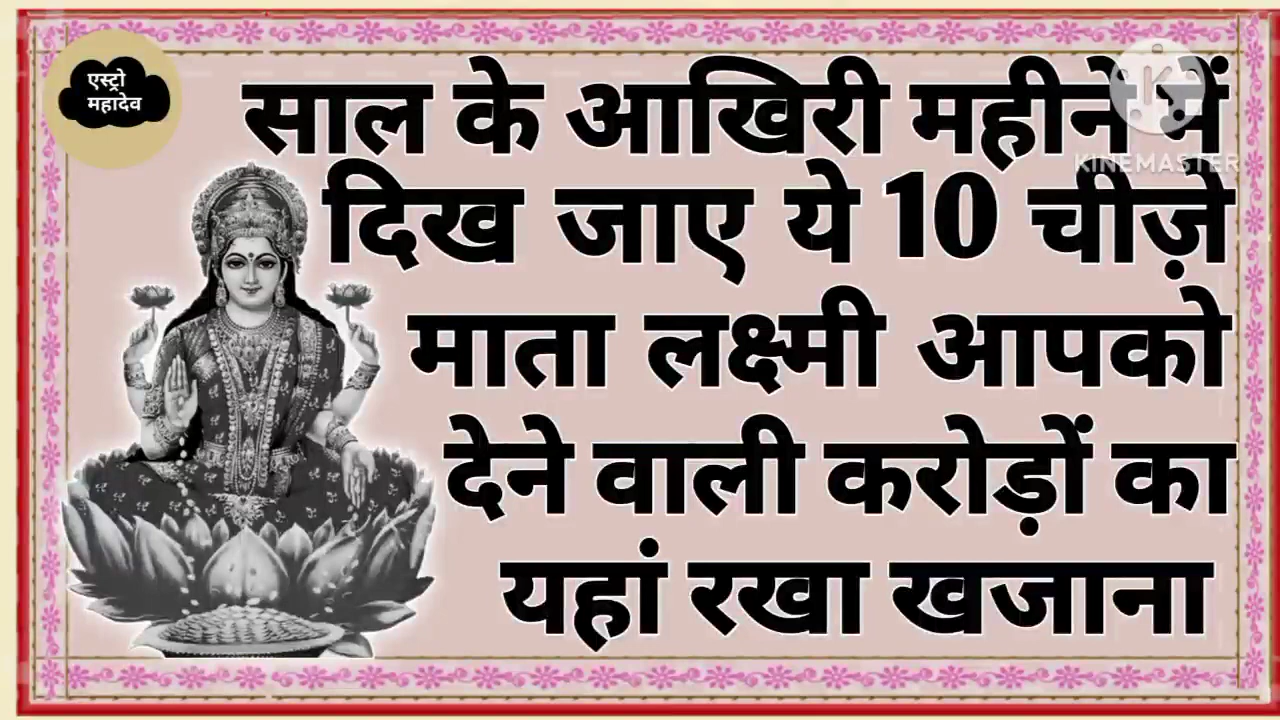 एस्ट्रो
महादेव
साल के आखिरी महीने में
KINEMASTER
दिख जाए ये 10 चीज़े
माता लक्ष्मी आपको
देने वाली करोड़ों का
यहां रखा खजाना